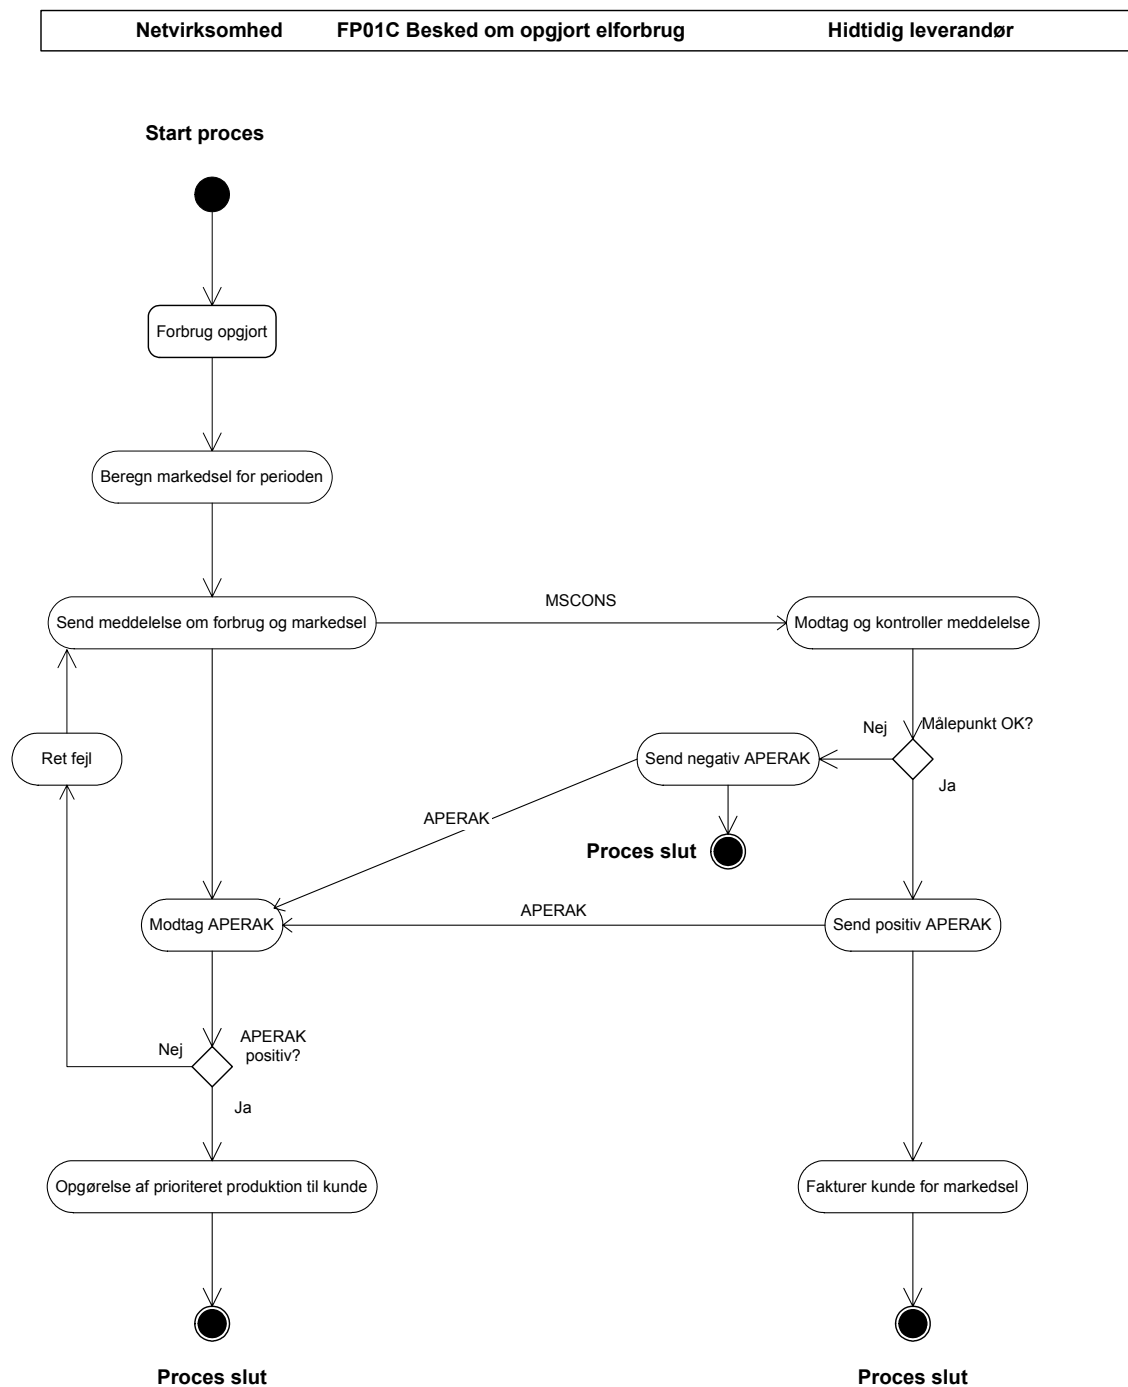 Netvirksomhed FP01C Besked om opgjort elforbrug Hidtidig leverandør
Start proces
Forbrug opgjort
Beregn markedsel for perioden
MSCONS
Send meddelelse om forbrug og markedsel
Modtag og kontroller meddelelse
Nej
Målepunkt OK?
Ret fejl
Send negativ APERAK
Ja
APERAK
Proces slut
APERAK
Modtag APERAK
Send positiv APERAK
Nej
APERAK
positiv?
Ja
Opgørelse af prioriteret produktion til kunde
Fakturer kunde for markedsel
Proces slut
Proces slut